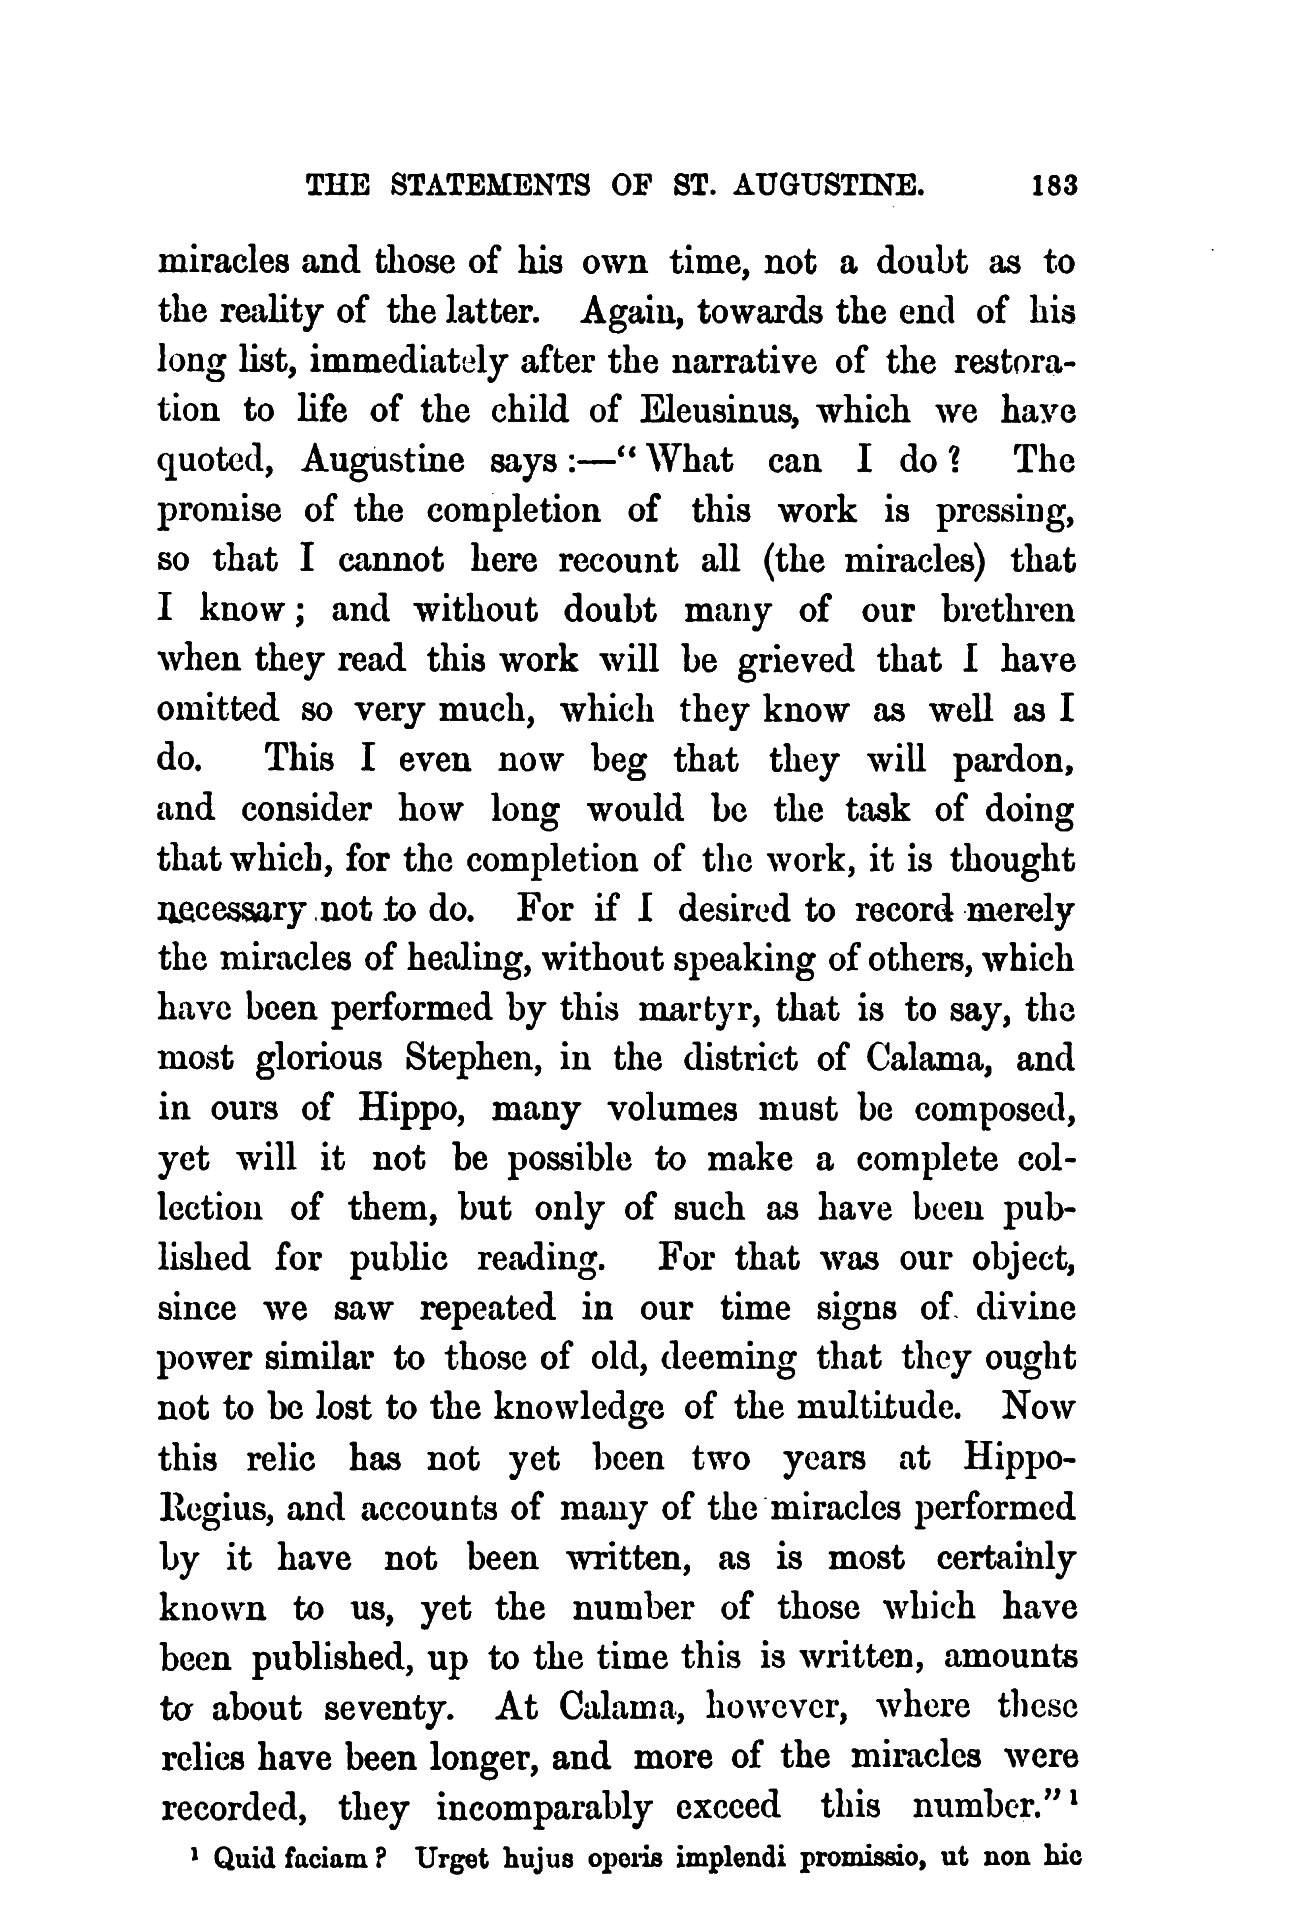 THE STATEMENTS OF ST. AUGUSTINE. 183
miracles and those of his own time, not a doubt as to
the reality of the latter. Again, towards the end of his
long list, immediately after the narrative of the restora-
tion to life of the child of Eleusinus, which we have
quoted, Augustine says:—“What can I do? The
promise of the completion of this work is pressing,
so that I cannot here recount all (the miracles) that
I know; and without doubt many of our brethren
when they read this work will be grieved that I have
omitted so very much, which they know as well as I
do. This I even now beg that they will pardon,
and consider how long would be the task of doing
that which, for the completion of the work, it is thought
necessary not to do. For if I desired to record merely
the miracles of healing, without speaking of others, which
have been performed by this martyr, that is to say, the
most glorious Stephen, in the district of Calama, and
in ours of Hippo, many volumes must be composed,
yet will it not be possible to make a complete col-
lection of them, but only of such as have been pub-
lished for public reading. For that was our object,
since we saw repeated in our time signs of divine
power similar to those of old, deeming that they ought
not to be lost to the knowledge of the multitude. Now
this relic has not yet been two years at Hippo-
Regius, and accounts of many of the miracles performed
by it have not been written, as is most certainly
known to us, yet the number of those which have
been published, up to the time this is written, amounts
to about seventy. At Calama, however, where these
relics have been longer, and more of the miracles were
recorded, they incomparably exceed this number.”¹
¹ Quid faciam? Urget hujus operis implendi promissio, ut non hic